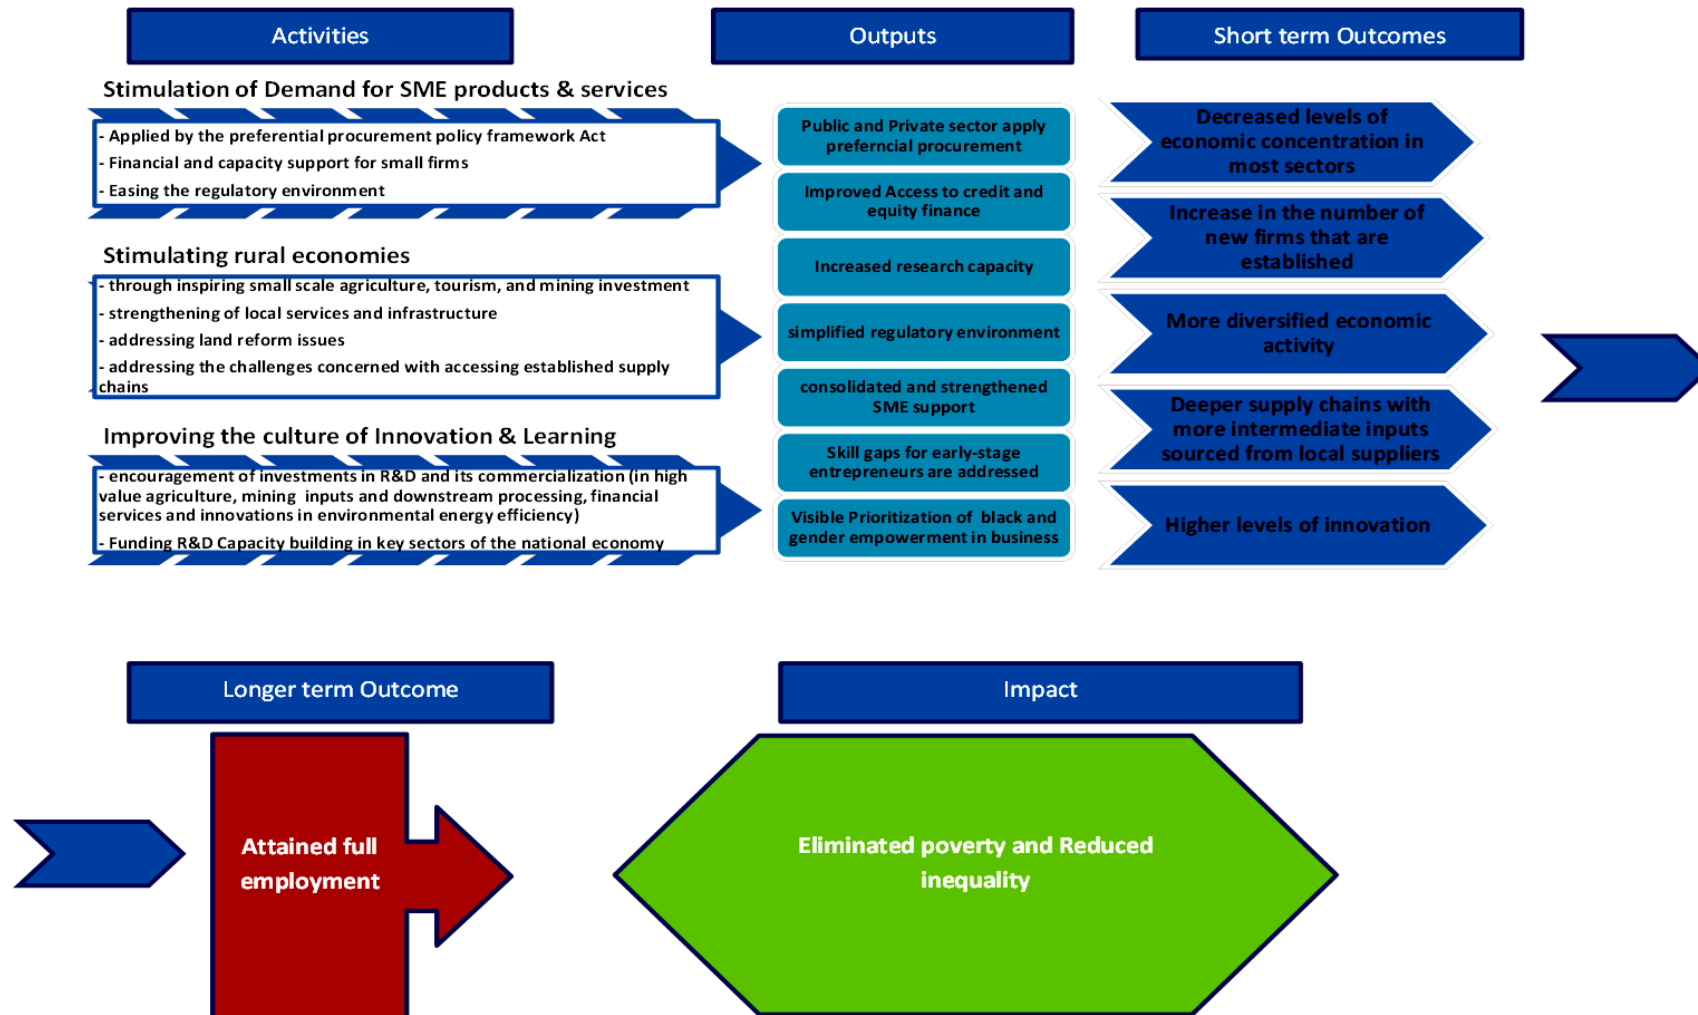 Activities
Outputs
Short term Outcomes
Stimulation of Demand for SME products & services
- Applied by the preferential procurement policy framework Act
- Financial and capacity support for small firms
- Easing the regulatory environment
Stimulating rural economies
- through inspiring small scale agriculture, tourism, and mining investment
- strengthening of local services and infrastructure
- addressing land reform issues
- addressing the challenges concerned with accessing established supply
chains
Improving the culture of Innovation & Learning
- encouragement of investments in R&D and its commercialization (in high
value agriculture, mining inputs and downstream processing, financial
services and innovations in environmental energy efficiency)
- Funding R&D Capacity building in key sectors of the national economy
Public and Private sector apply
preferncial procurement
Improved Access to credit and
equity finance
Increased research capacity
simplified regulatory environment
consolidated and strengthened
SME support
Skill gaps for early-stage
entrepreneurs are addressed
Visible Prioritization of black and
gender empowerment in business
Decreased levels of
economic concentration in
most sectors
Increase in the number of
new firms that are
established
More diversified economic
activity
Deeper supply chains with
more intermediate inputs
sourced from local suppliers
Higher levels of innovation
Longer term Outcome
Impact
Attained full
employment
Eliminated poverty and Reduced
inequality